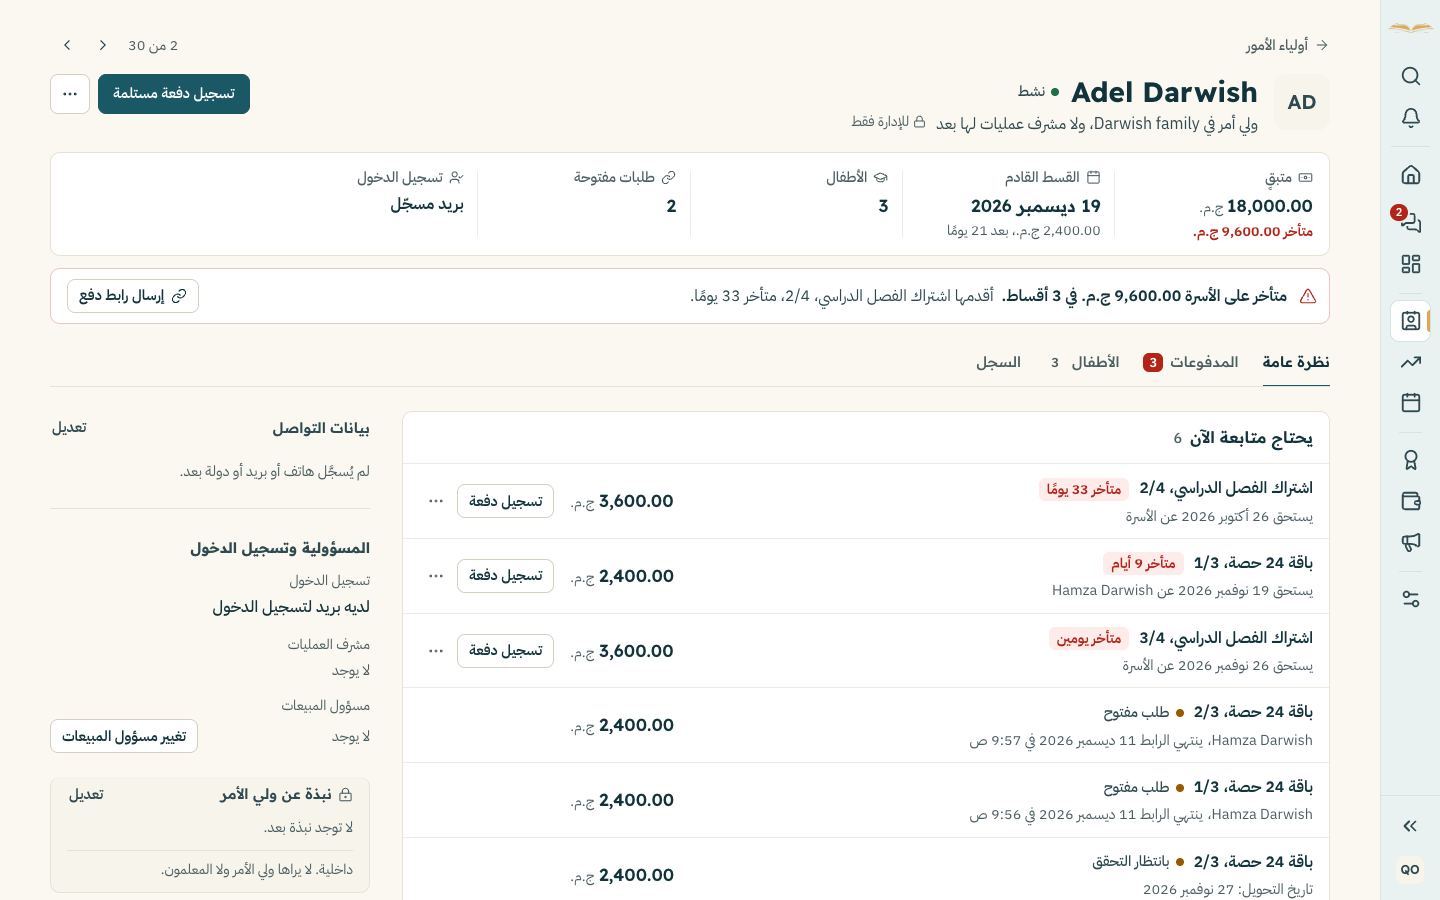 أولياء الأمور
2 من 30
AD
Adel Darwish
نشط
ولي أمر في Darwish family، ولا مشرف عمليات لها بعد
للإدارة فقط
تسجيل دفعة مستلمة
متبقٍ
18,000.00 ج.م.
متأخر 9,600.00 ج.م.
القسط القادم
19 ديسمبر 2026
2,400.00 ج.م.، بعد 21 يومًا
الأطفال
3
طلبات مفتوحة
2
تسجيل الدخول
بريد مسجّل
متأخر على الأسرة 9,600.00 ج.م. في 3 أقساط. أقدمها اشتراك الفصل الدراسي، 2/4، متأخر 33 يومًا.
إرسال رابط دفع
نظرة عامة
المدفوعات 3
الأطفال 3
السجل
يحتاج متابعة الآن 6
اشتراك الفصل الدراسي، 2/4 متأخر 33 يومًا
يستحق 26 أكتوبر 2026 عن الأسرة
3,600.00 ج.م.
تسجيل دفعة
باقة 24 حصة، 1/3 متأخر 9 أيام
يستحق 19 نوفمبر 2026 عن Hamza Darwish
2,400.00 ج.م.
تسجيل دفعة
اشتراك الفصل الدراسي، 3/4 متأخر يومين
يستحق 26 نوفمبر 2026 عن الأسرة
3,600.00 ج.م.
تسجيل دفعة
باقة 24 حصة، 2/3 طلب مفتوح
Hamza Darwish، ينتهي الرابط 11 ديسمبر 2026 في 9:57 ص
2,400.00 ج.م.
باقة 24 حصة، 1/3 طلب مفتوح
Hamza Darwish، ينتهي الرابط 11 ديسمبر 2026 في 9:56 ص
2,400.00 ج.م.
باقة 24 حصة، 2/3 بانتظار التحقق
تاريخ التحويل: 27 نوفمبر 2026
2,400.00 ج.م.
بيانات التواصل
تعديل
لم يُسجَّل هاتف أو بريد أو دولة بعد.
المسؤولية وتسجيل الدخول
تسجيل الدخول
لديه بريد لتسجيل الدخول
مشرف العمليات
لا يوجد
مسؤول المبيعات
لا يوجد
تغيير مسؤول المبيعات
نبذة عن ولي الأمر
تعديل
لا توجد نبذة بعد.
داخلية. لا يراها ولي الأمر ولا المعلمون.
2
QO